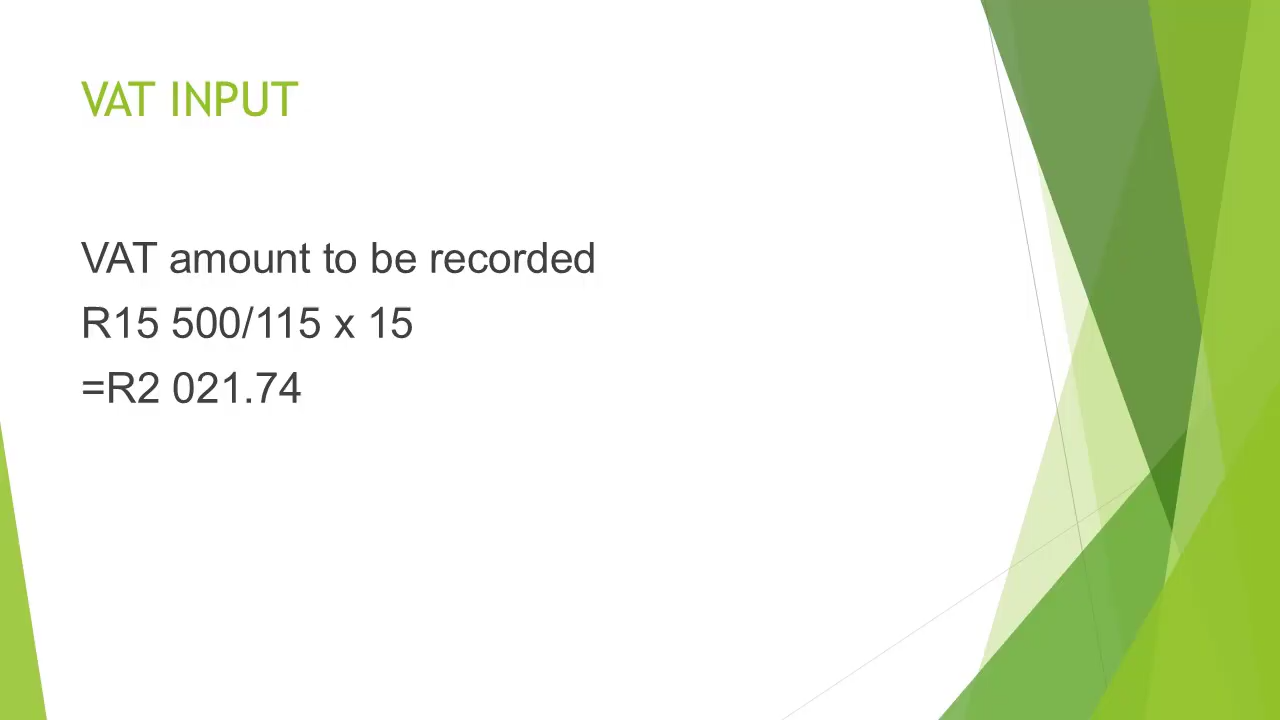 VAT INPUT
VAT amount to be recorded
R15 500/115 x 15
=R2 021.74